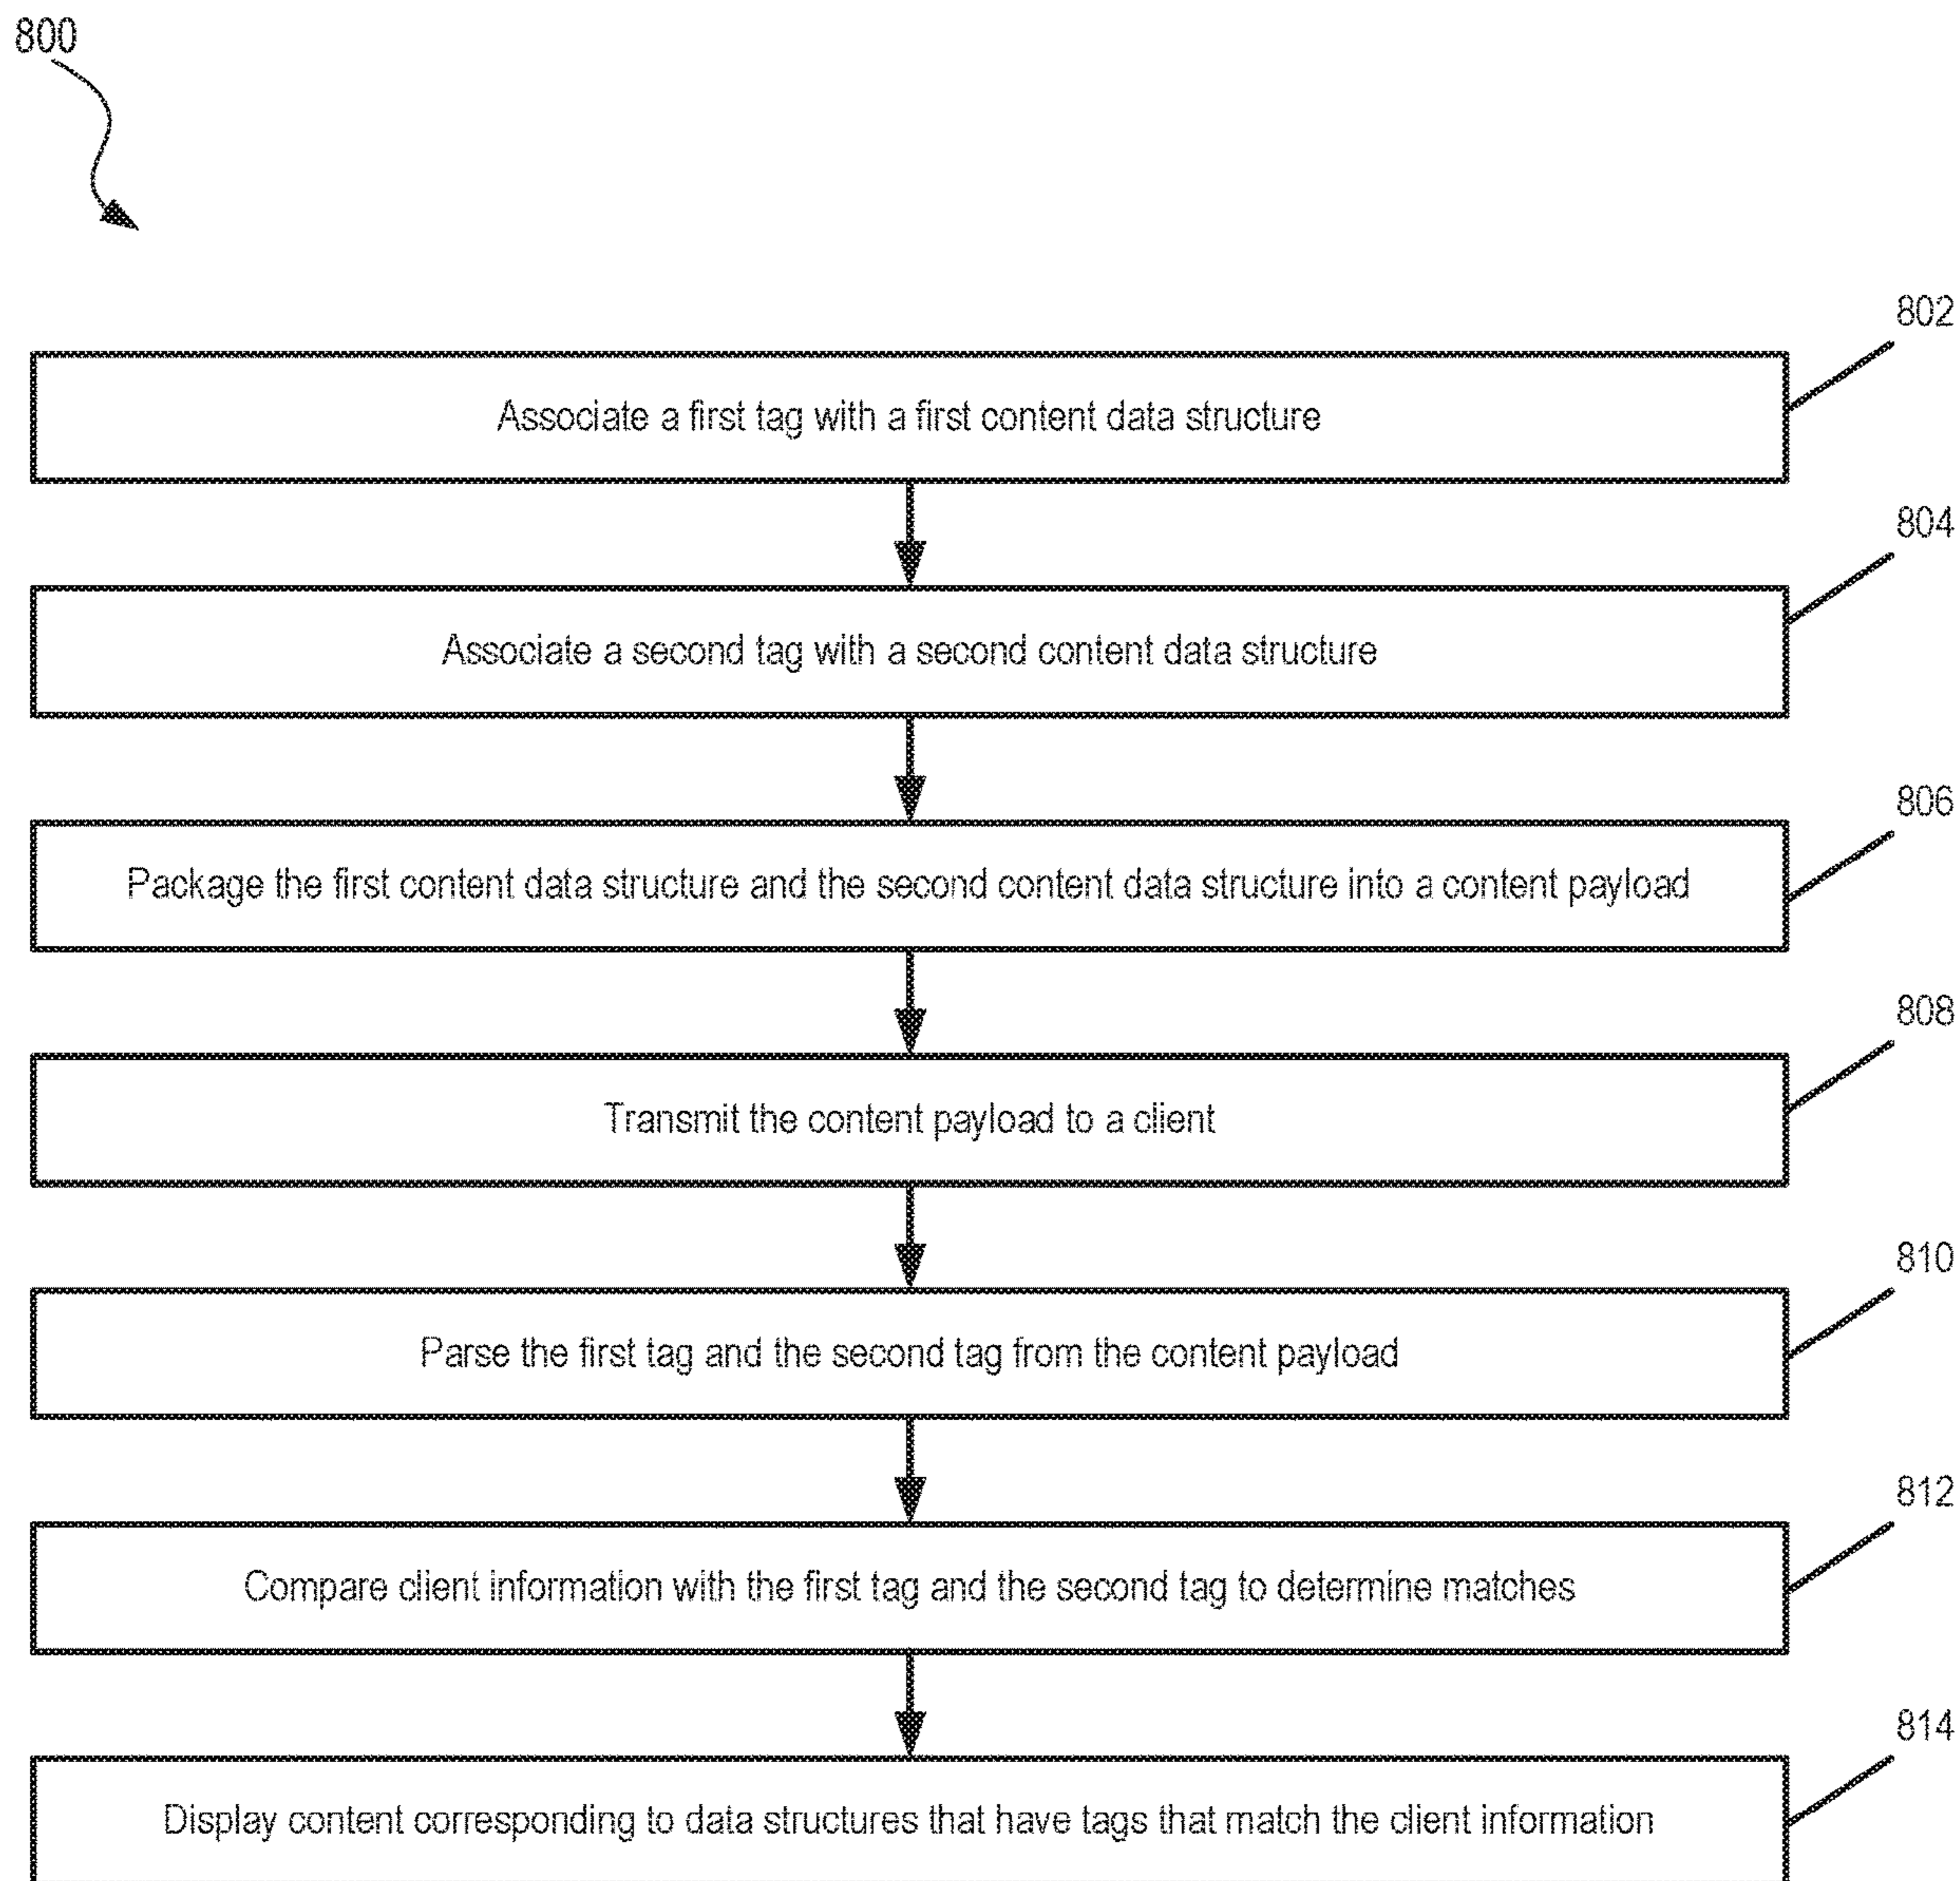 800
802
Associate a first tag with a first content data structure
804
Associate a second tag with a second content data structure
806
Package the first content data structure and the second content data structure into a content payload
808
Transmit the content payload to a client
810
Parse the first tag and the second tag from the content payload
812
Compare client information with the first tag and the second tag to determine matches
814
Display content corresponding to data structures that have tags that match the client information